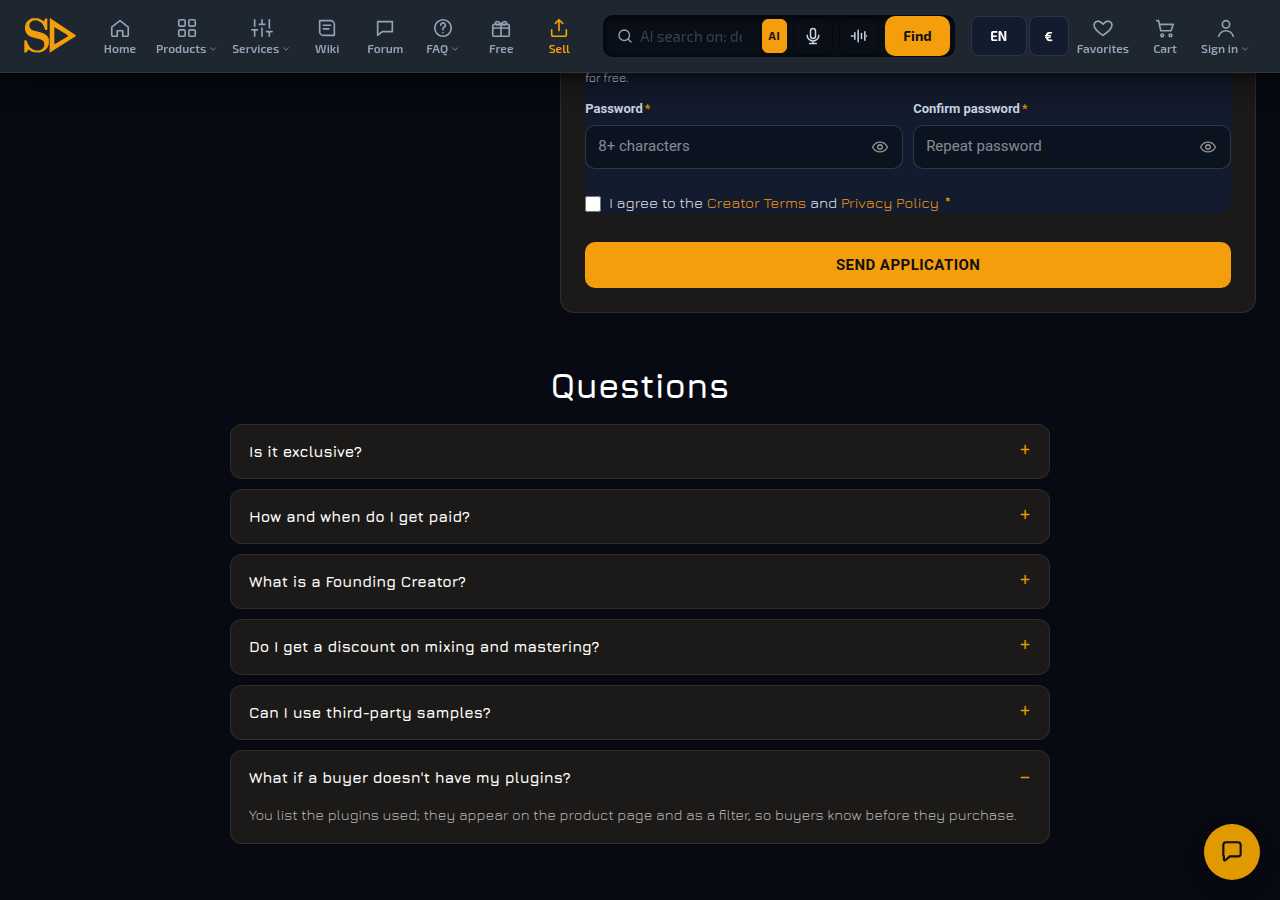 Home
Products
Services
Wiki
Forum
FAQ
Free
Sell
AI search on: de
AI
Find
EN
€
Favorites
Cart
Sign in
for free.
Password *
Confirm password *
8+ characters
Repeat password
I agree to the Creator Terms and Privacy Policy *
SEND APPLICATION
Questions
Is it exclusive?
+
How and when do I get paid?
+
What is a Founding Creator?
+
Do I get a discount on mixing and mastering?
+
Can I use third-party samples?
+
What if a buyer doesn't have my plugins?
−
You list the plugins used; they appear on the product page and as a filter, so buyers know before they purchase.